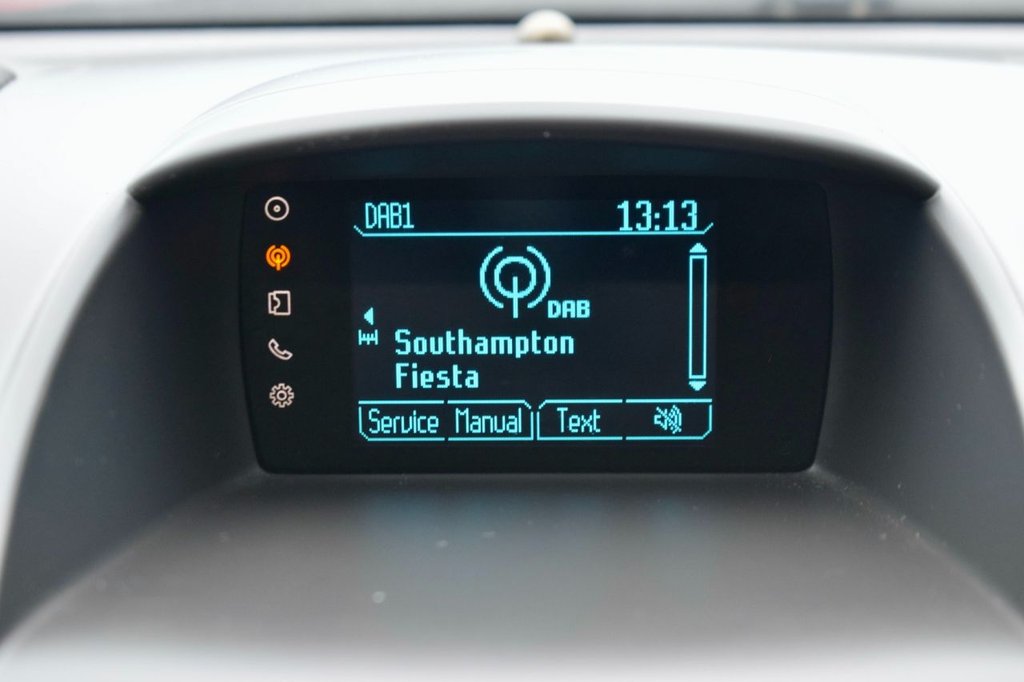 DAB1 13:13
DAB
Southampton
Fiesta
Service Manual Text